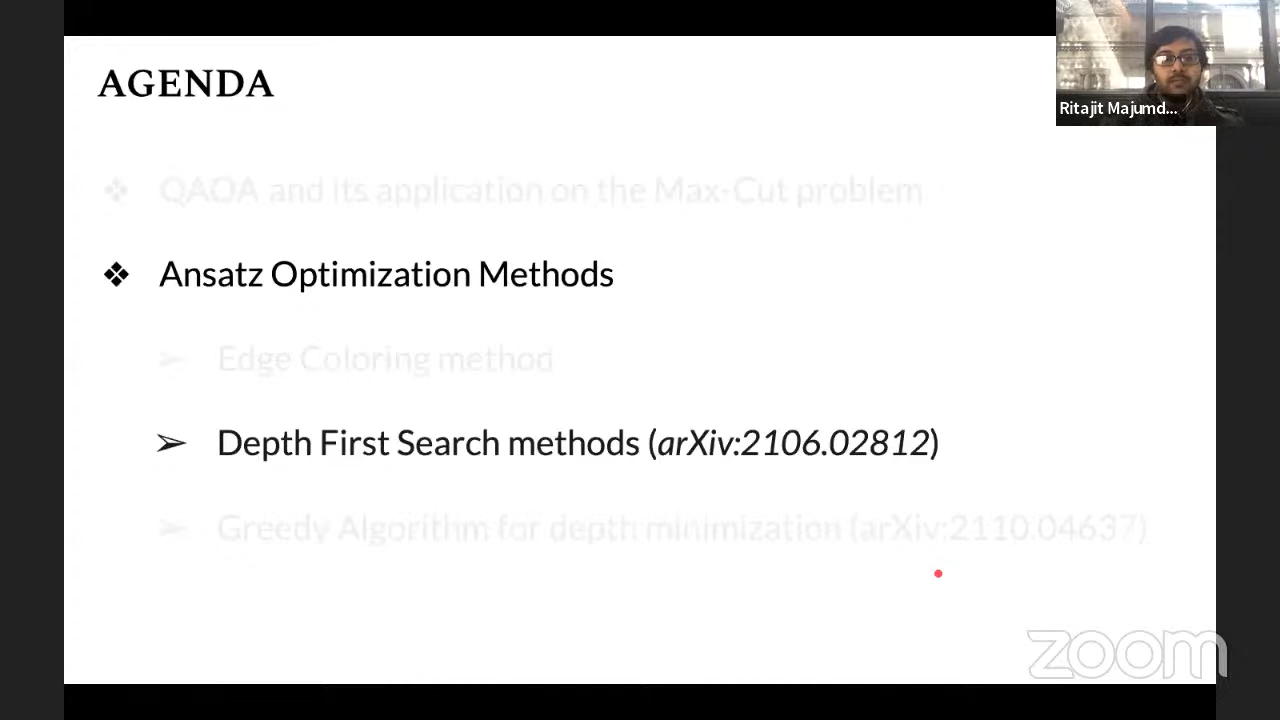 AGENDA
Ritajit Majumd...
❖ QAOA and its application on the Max-Cut problem
❖ Ansatz Optimization Methods
➢ Edge Coloring method
➢ Depth First Search methods (arXiv:2106.02812)
➢ Greedy Algorithm for depth minimization (arXiv:2110.04637)
zoom